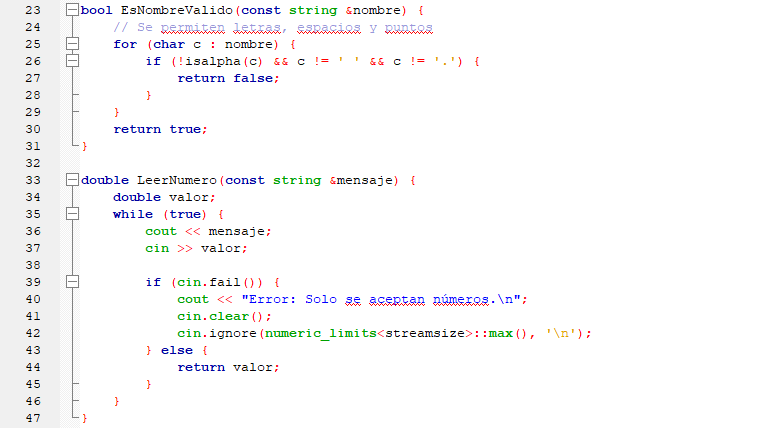 23 bool EsNombreValido(const string &nombre) {
24     // Se permiten letras, espacios y puntos
25     for (char c : nombre) {
26         if (!isalpha(c) && c != ' ' && c != '.') {
27             return false;
28         }
29     }
30     return true;
31 }
32
33 double LeerNumero(const string &mensaje) {
34     double valor;
35     while (true) {
36         cout << mensaje;
37         cin >> valor;
38
39         if (cin.fail()) {
40             cout << "Error: Solo se aceptan números.\n";
41             cin.clear();
42             cin.ignore(numeric_limits<streamsize>::max(), '\n');
43         } else {
44             return valor;
45         }
46     }
47 }